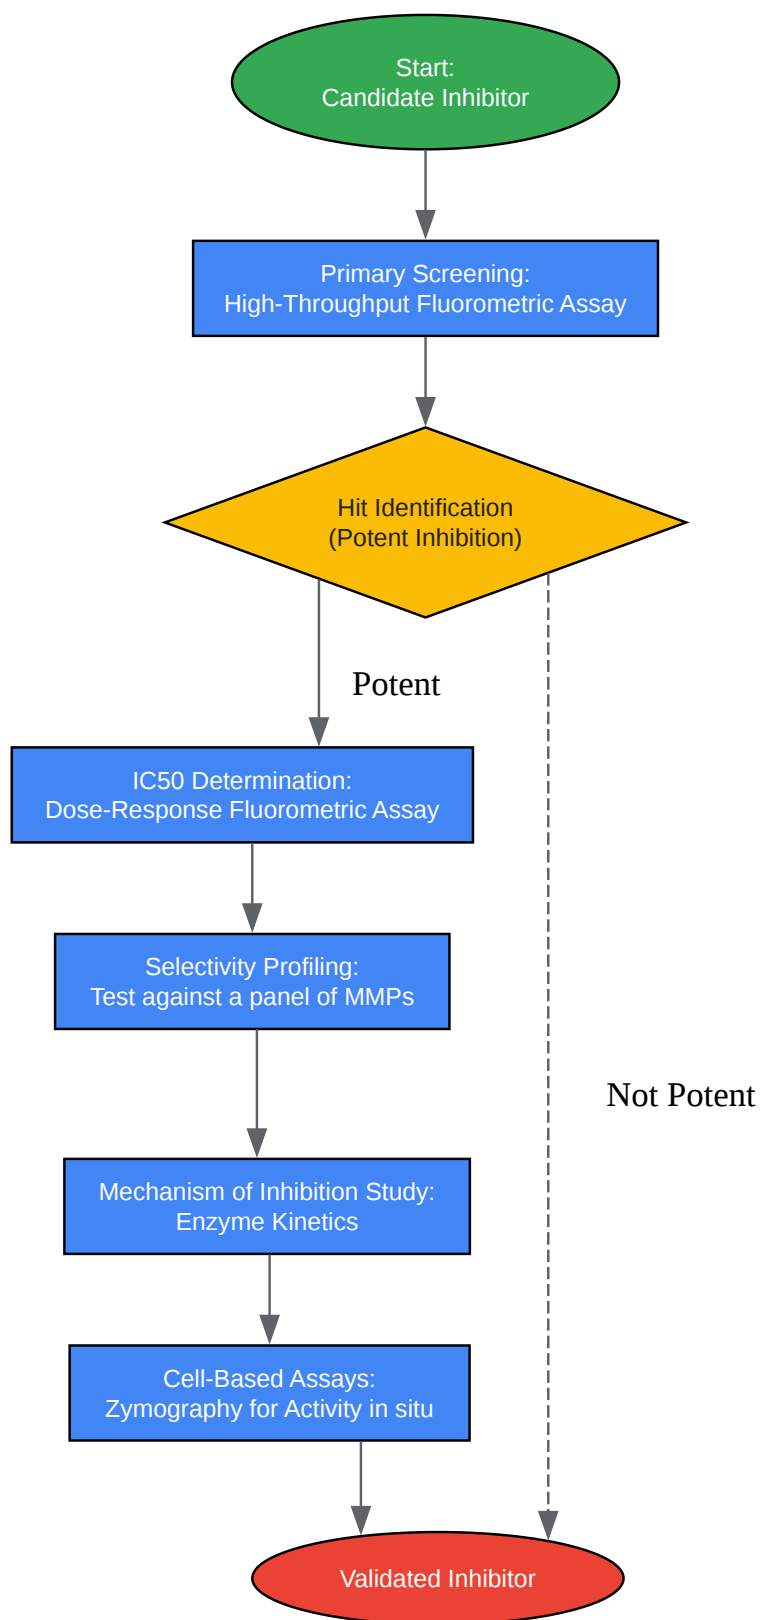 Start:
Candidate Inhibitor
Primary Screening:
High-Throughput Fluorometric Assay
Hit Identification
(Potent Inhibition)
Potent
IC50 Determination:
Dose-Response Fluorometric Assay
Selectivity Profiling:
Test against a panel of MMPs
Not Potent
Mechanism of Inhibition Study:
Enzyme Kinetics
Cell-Based Assays:
Zymography for Activity in situ
Validated Inhibitor